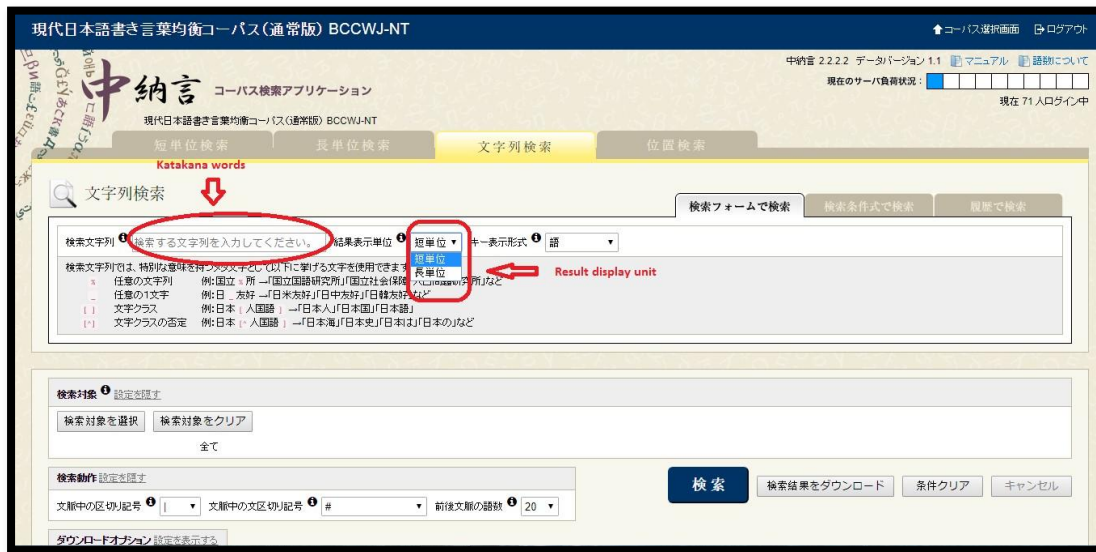 現代日本語書き言葉均衡コーパス(通常版) BCCWJ-NT
コーパス選択画面 ログアウト
中納言 2.2.2.2 データバージョン 1.1 マニュアル 語数について
現在のサーバ負荷状況:
現在 71 人ログイン中
中納言 コーパス検索アプリケーション
現代日本語書き言葉均衡コーパス(通常版) BCCWJ-NT
短単位検索 長単位検索 文字列検索 位置検索
Katakana words
文字列検索
検索フォームで検索 検索条件式で検索 履歴で検索
検索文字列 検索する文字列を入力してください。 結果表示単位 短単位 キー表示形式 語
短単位
長単位
Result display unit
検索文字列では、特別な意味を持つメタ文字として以下に挙げる文字を使用できます
% 任意の文字列 例:国立 % 所 →「国立国語研究所」「国立社会保障
_ 任意の1文字 例:日 _ 友好 →「日米友好」「日中友好」「日韓友好」など
[ ] 文字クラス 例:日本 [ 人国語 ] →「日本人」「日本国」「日本語」
[^] 文字クラスの否定 例:日本 [^ 人国語 ] →「日本海」「日本史」「日本は」「日本の」など
検索対象 設定を隠す
検索対象を選択 検索対象をクリア
全て
検索動作 設定を隠す
文脈中の区切り記号 | 文脈中の文区切り記号 # 前後文脈の語数 20
検索 検索結果をダウンロード 条件クリア キャンセル
ダウンロードオプション 設定を表示する